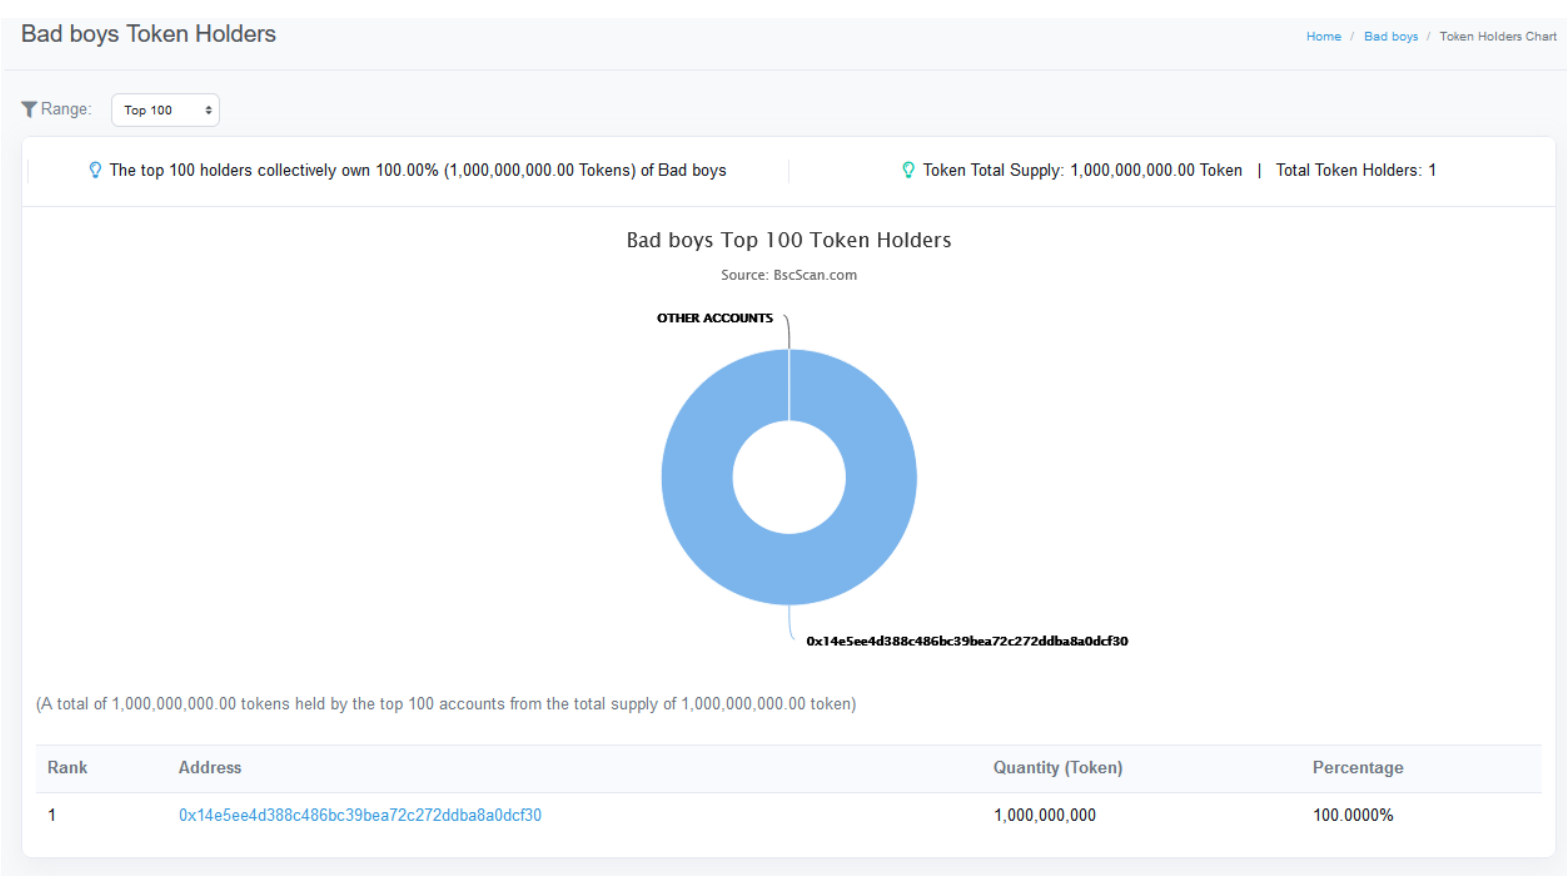 Bad boys Token Holders
Home / Bad boys / Token Holders Chart
Range: Top 100
The top 100 holders collectively own 100.00% (1,000,000,000.00 Tokens) of Bad boys
Token Total Supply: 1,000,000,000.00 Token | Total Token Holders: 1
Bad boys Top 100 Token Holders
Source: BscScan.com
OTHER ACCOUNTS
0x14e5ee4d388c486bc39bea72c272ddba8a0dcf30
(A total of 1,000,000,000.00 tokens held by the top 100 accounts from the total supply of 1,000,000,000.00 token)
Rank Address Quantity (Token) Percentage
1 0x14e5ee4d388c486bc39bea72c272ddba8a0dcf30 1,000,000,000 100.0000%